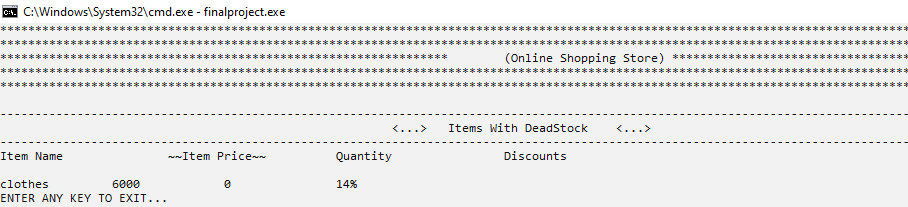 C:\Windows\System32\cmd.exe - finalproject.exe
**********************************************************************************************************************************
**********************************************************************************************************************************
**************************************************************** (Online Shopping Store) **********************************
**********************************************************************************************************************************
**********************************************************************************************************************************
----------------------------------------------------------------------------------------------------------------------------------
<...> Items With DeadStock <...>
----------------------------------------------------------------------------------------------------------------------------------
Item Name ~~Item Price~~ Quantity Discounts
clothes 6000 0 14%
ENTER ANY KEY TO EXIT...